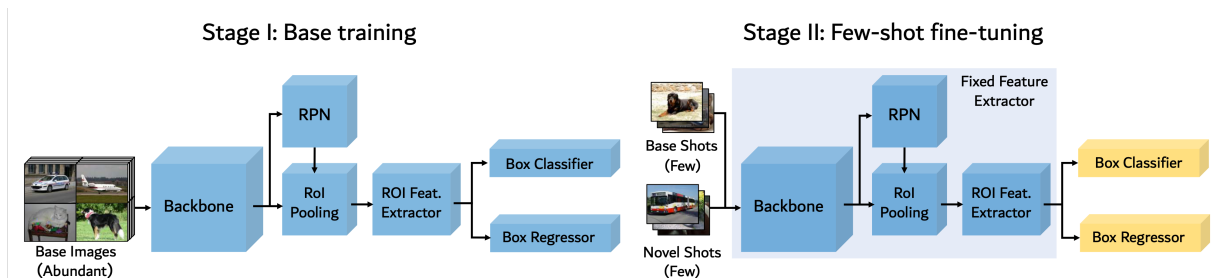 Stage I: Base training
RPN
Backbone
RoI
Pooling
ROI Feat.
Extractor
Box Classifier
Box Regressor
Base Images
(Abundant)
Stage II: Few-shot fine-tuning
Fixed Feature
Extractor
Base Shots
(Few)
Novel Shots
(Few)
RPN
Backbone
RoI
Pooling
ROI Feat.
Extractor
Box Classifier
Box Regressor